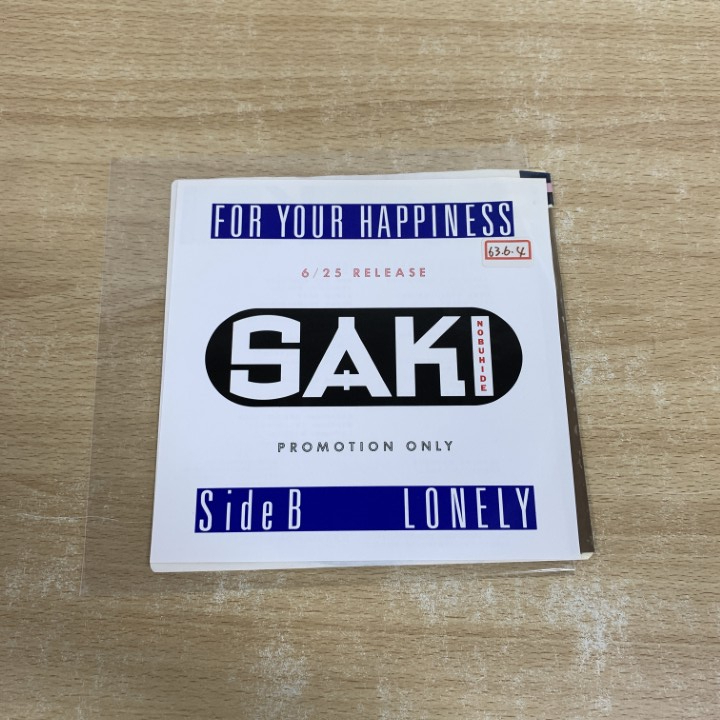 FOR YOUR HAPPINESS
63.6.4
6/25 RELEASE
SAKI
NOBUHIDE
PROMOTION ONLY
Side B LONELY